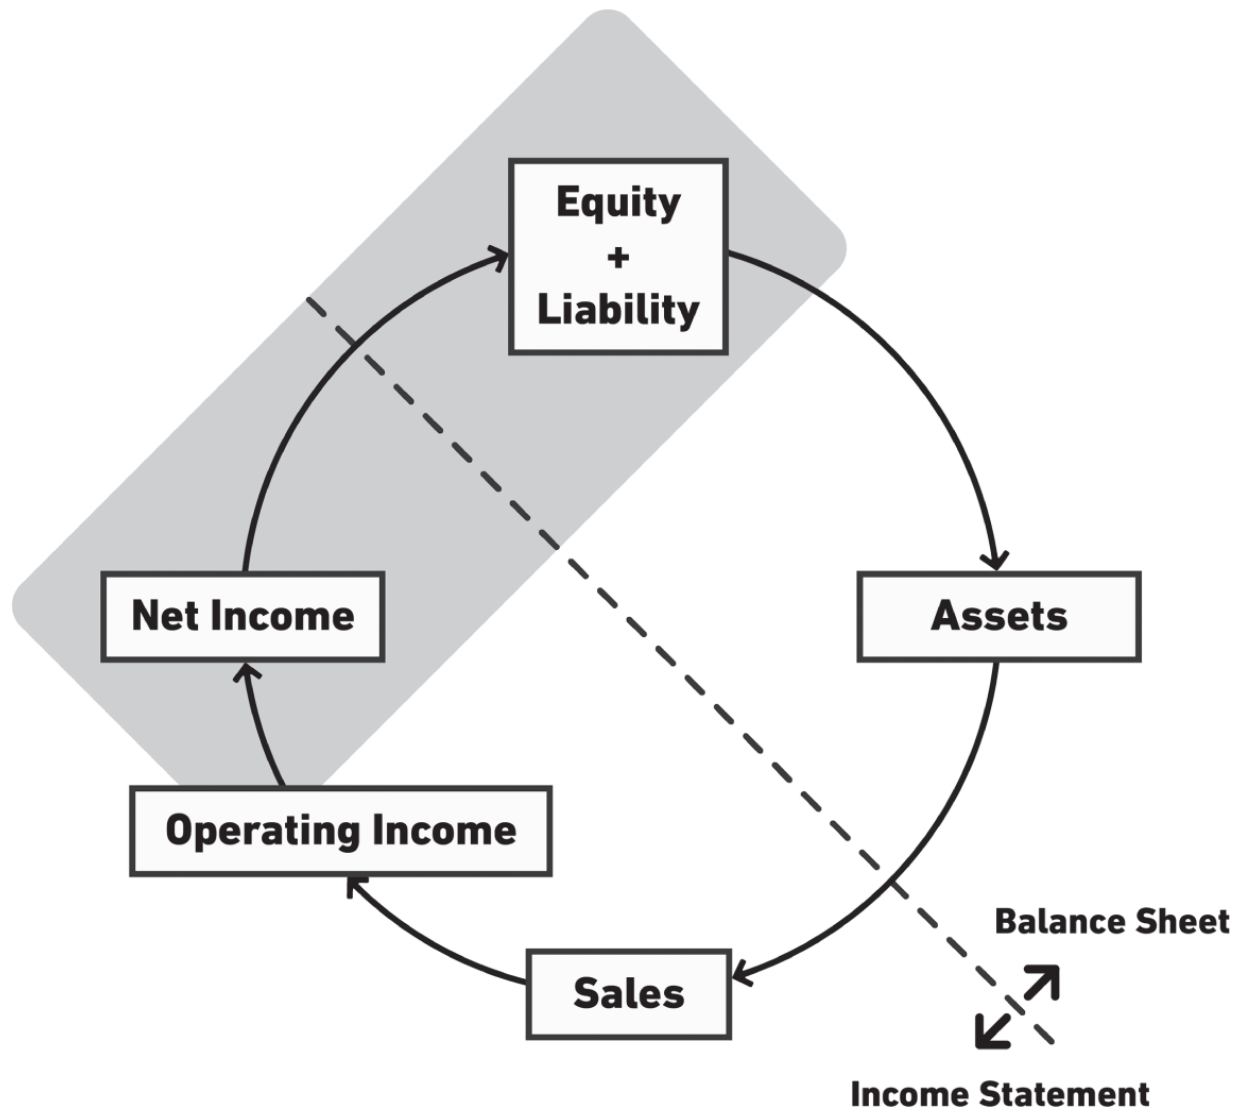 Equity
+
Liability
Net Income
Assets
Operating Income
Sales
Balance Sheet
Income Statement